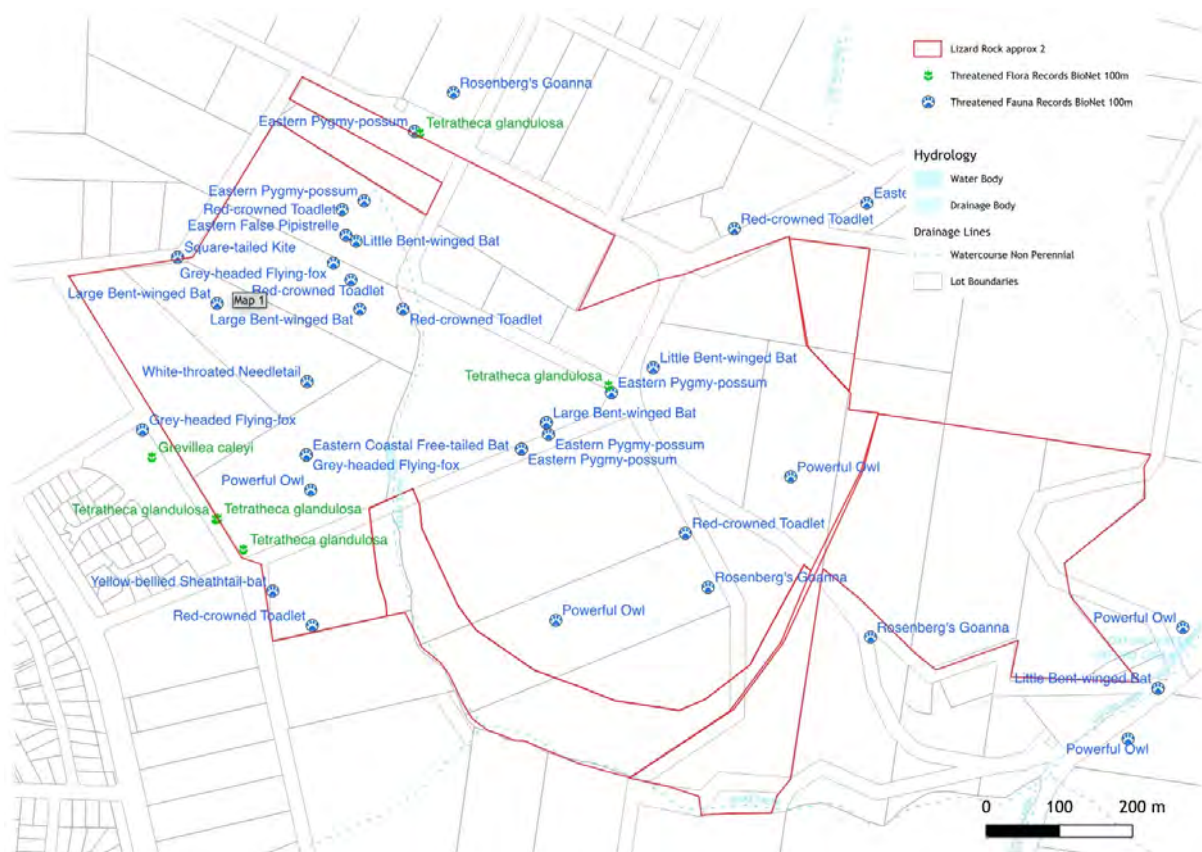 Lizard Rock approx 2
Threatened Flora Records BioNet 100m
Threatened Fauna Records BioNet 100m
Hydrology
Water Body
Drainage Body
Drainage Lines
Watercourse Non Perennial
Lot Boundaries
Rosenberg's Goanna
Eastern Pygmy-possum
Tetratheca glandulosa
Eastern Pygmy-possum
Red-crowned Toadlet
Eastern False Pipistrelle
Little Bent-winged Bat
Square-tailed Kite
Grey-headed Flying-fox
Red-crowned Toadlet
Large Bent-winged Bat
Map 1
Large Bent-winged Bat
Red-crowned Toadlet
Easte
Red-crowned Toadlet
Little Bent-winged Bat
White-throated Needletail
Tetratheca glandulosa
Eastern Pygmy-possum
Large Bent-winged Bat
Grey-headed Flying-fox
Grevillea caleyi
Eastern Coastal Free-tailed Bat
Eastern Pygmy-possum
Grey-headed Flying-fox
Eastern Pygmy-possum
Powerful Owl
Powerful Owl
Tetratheca glandulosa
Tetratheca glandulosa
Tetratheca glandulosa
Red-crowned Toadlet
Yellow-bellied Sheathtail-bat
Rosenberg's Goanna
Red-crowned Toadlet
Powerful Owl
Rosenberg's Goanna
Powerful Owl
Little Bent-winged Bat
Powerful Owl
0 100 200 m